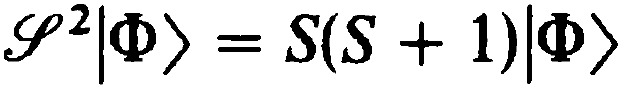 𝒮²|Φ⟩ = S(S + 1)|Φ⟩